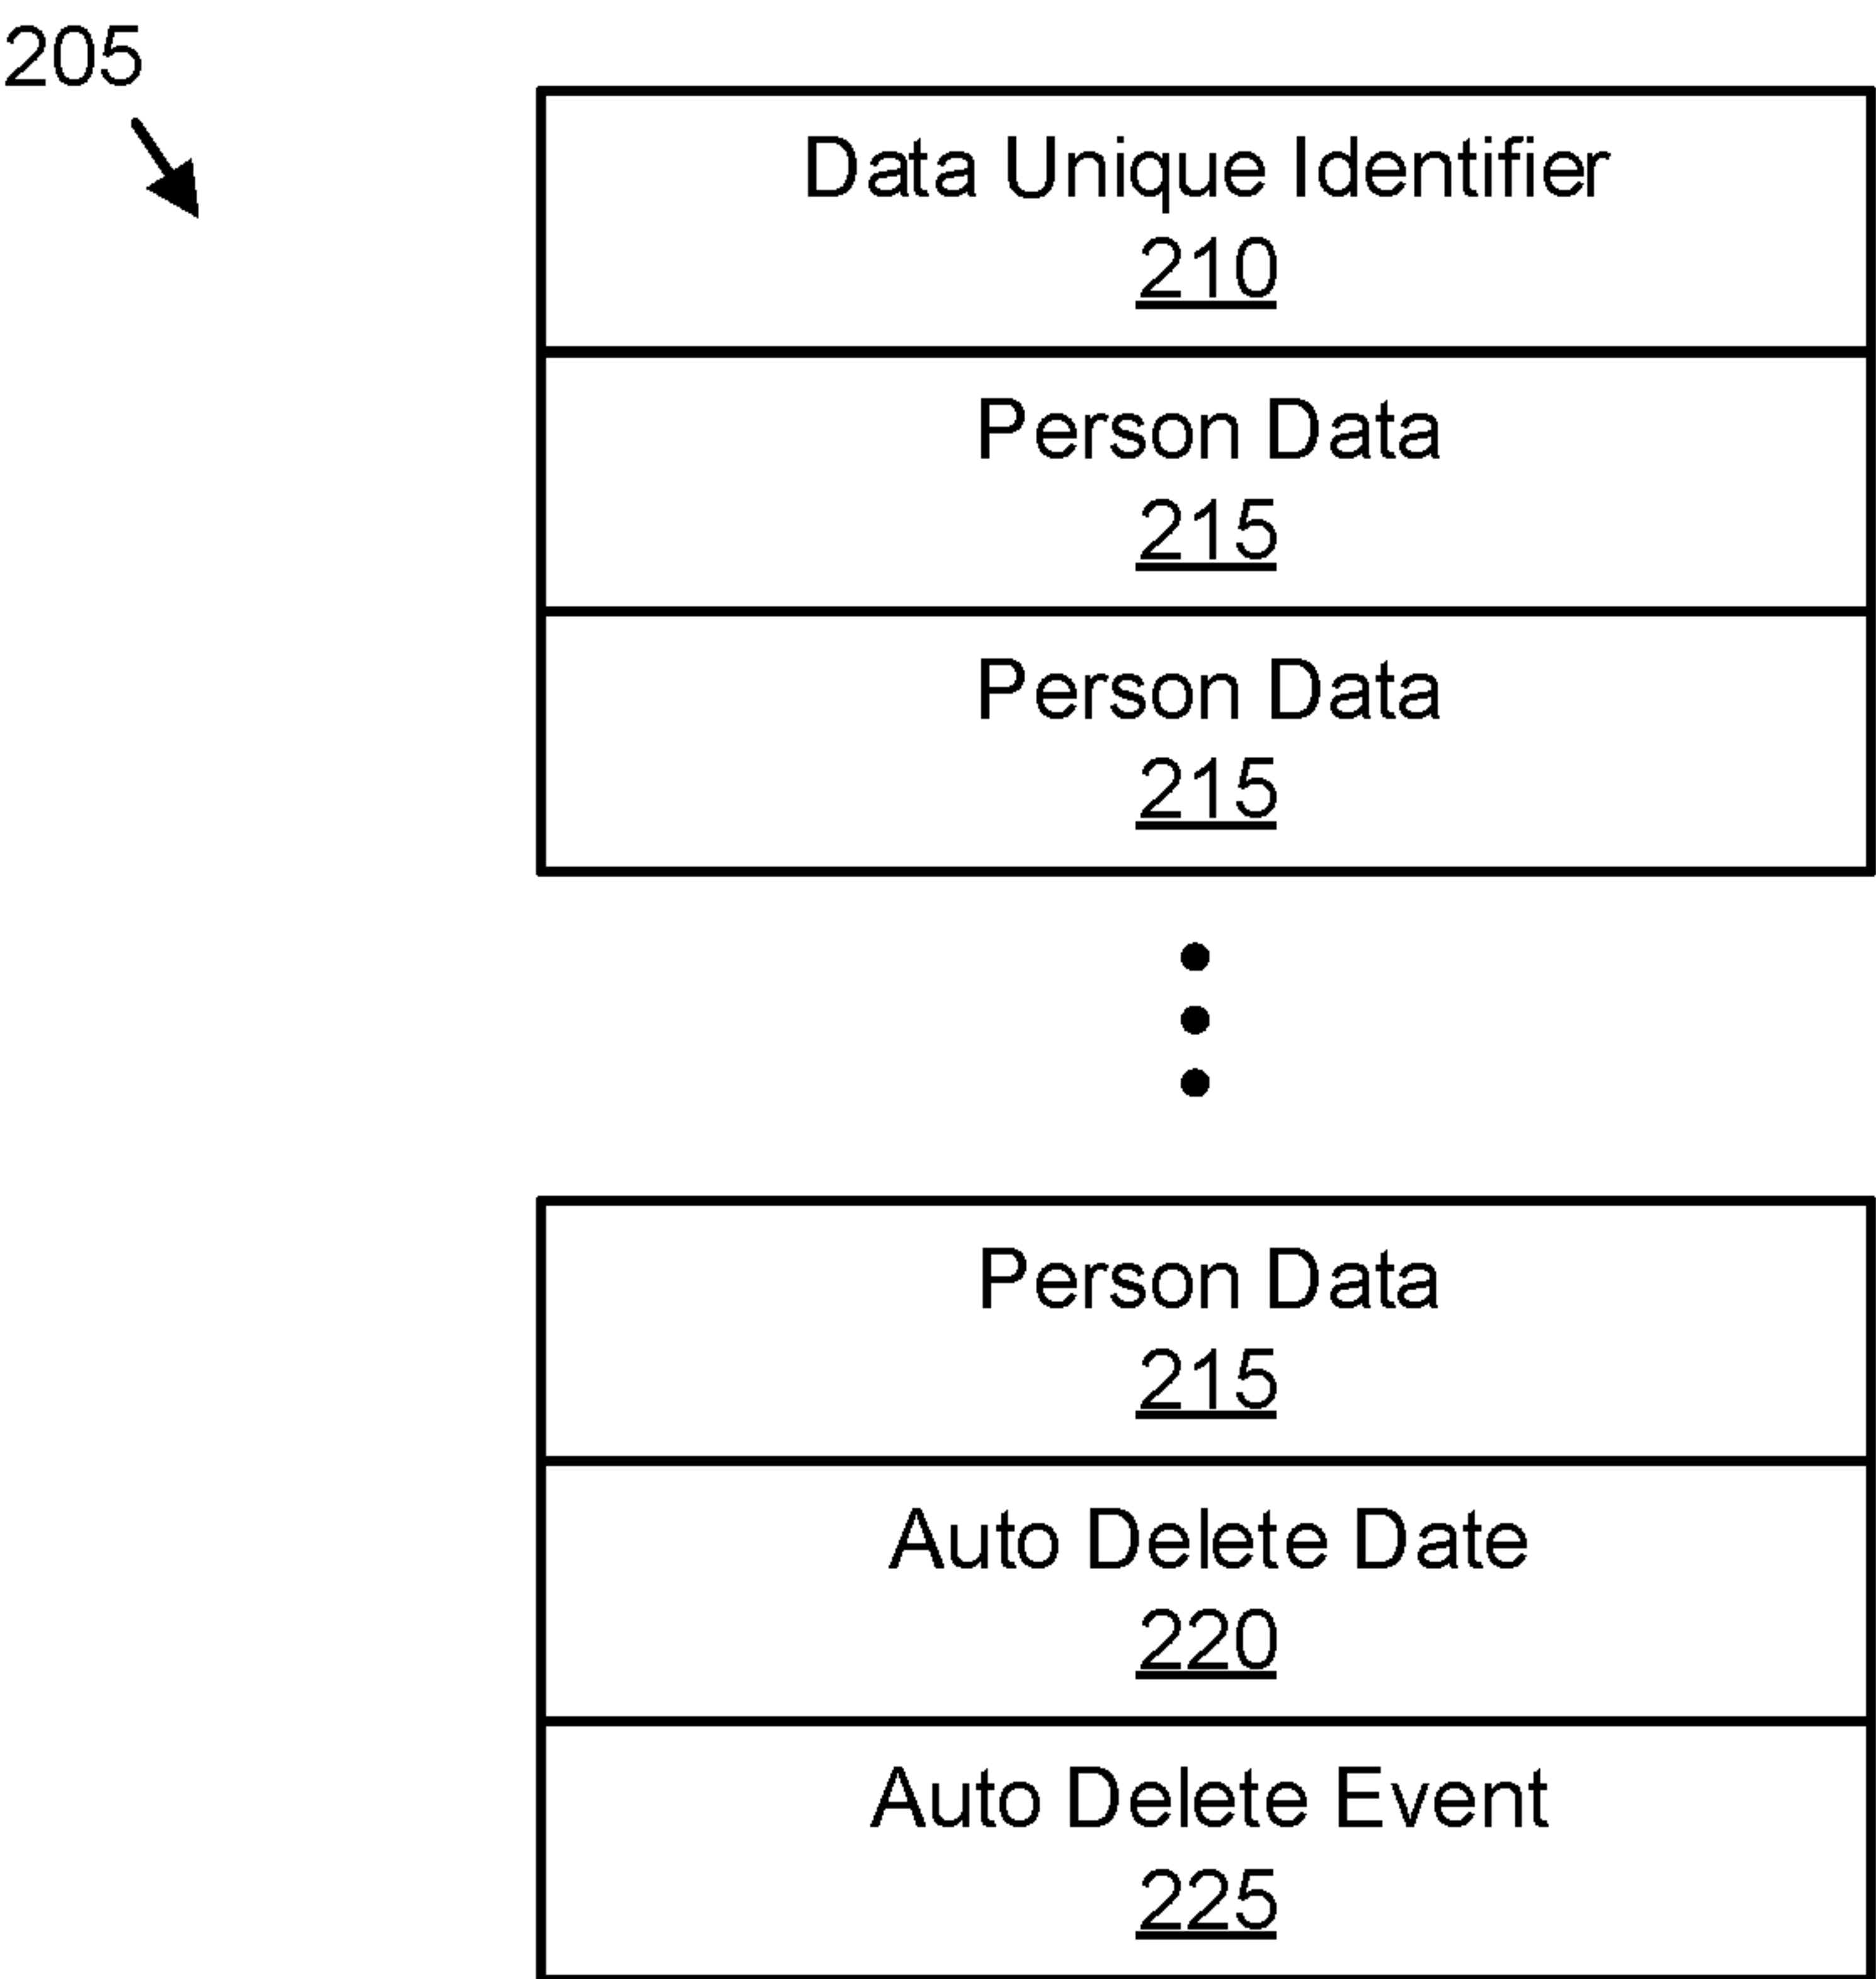 205
Data Unique Identifier
210
Person Data
215
Person Data
215
Person Data
215
Auto Delete Date
220
Auto Delete Event
225